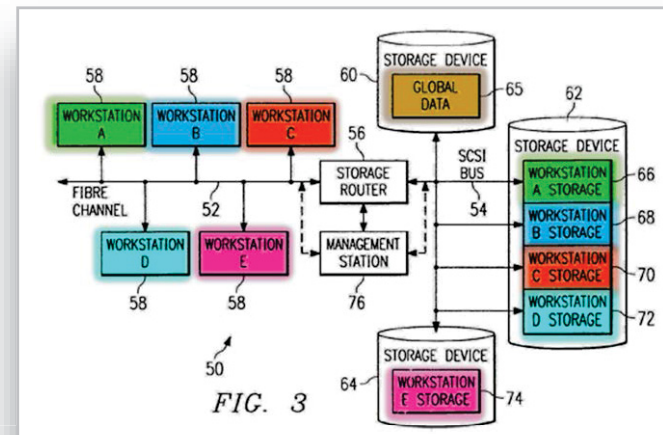 58
58
58
WORKSTATION
A
WORKSTATION
B
WORKSTATION
C
FIBRE
CHANNEL
52
WORKSTATION
D
WORKSTATION
E
58
58
50
56
STORAGE
ROUTER
MANAGEMENT
STATION
76
SCSI
BUS
54
STORAGE DEVICE
60
GLOBAL
DATA
65
62
STORAGE DEVICE
WORKSTATION
A STORAGE
66
WORKSTATION
B STORAGE
68
WORKSTATION
C STORAGE
70
WORKSTATION
D STORAGE
72
STORAGE DEVICE
64
WORKSTATION
E STORAGE
74
FIG. 3